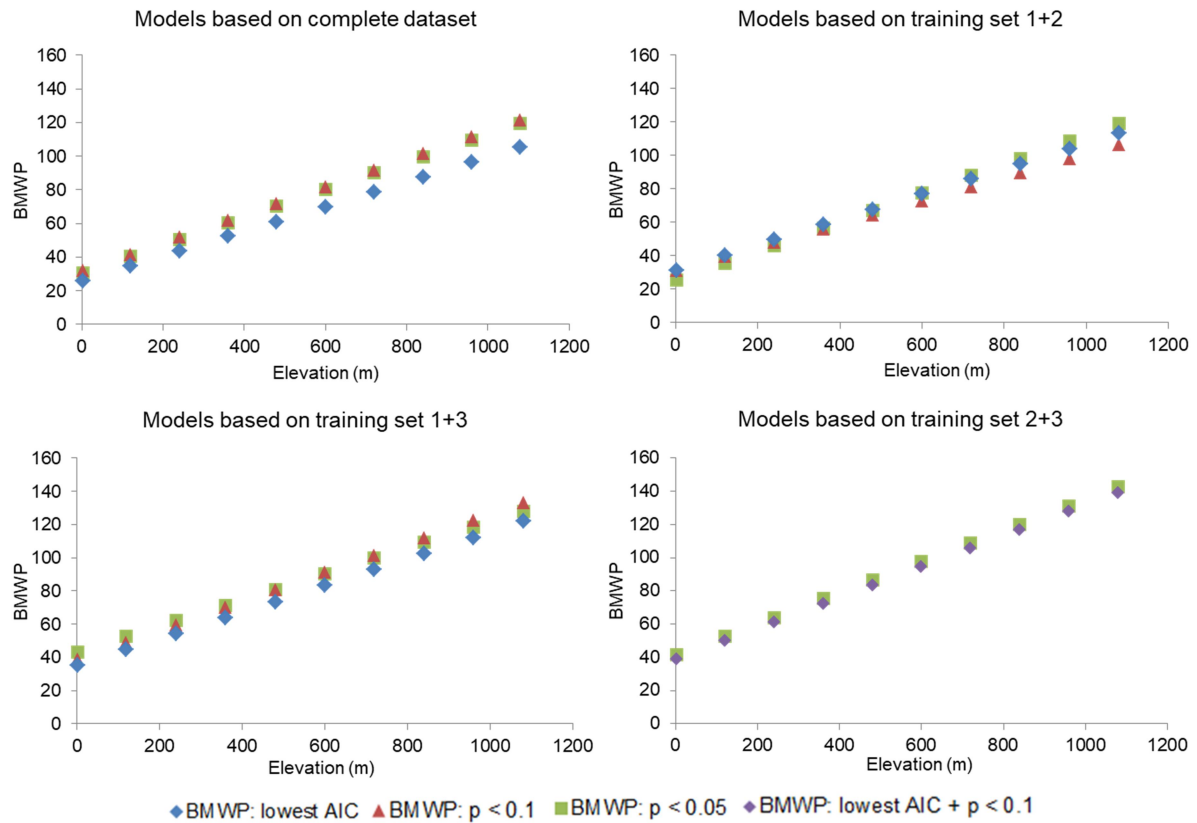 Models based on complete dataset
BMWP
160
140
120
100
80
60
40
20
0
0 200 400 600 800 1000 1200
Elevation (m)
Models based on training set 1+2
BMWP
160
140
120
100
80
60
40
20
0
0 200 400 600 800 1000 1200
Elevation (m)
Models based on training set 1+3
BMWP
160
140
120
100
80
60
40
20
0
0 200 400 600 800 1000 1200
Elevation (m)
Models based on training set 2+3
BMWP
160
140
120
100
80
60
40
20
0
0 200 400 600 800 1000 1200
Elevation (m)
BMWP: lowest AIC BMWP: p < 0.1 BMWP: p < 0.05 BMWP: lowest AIC + p < 0.1